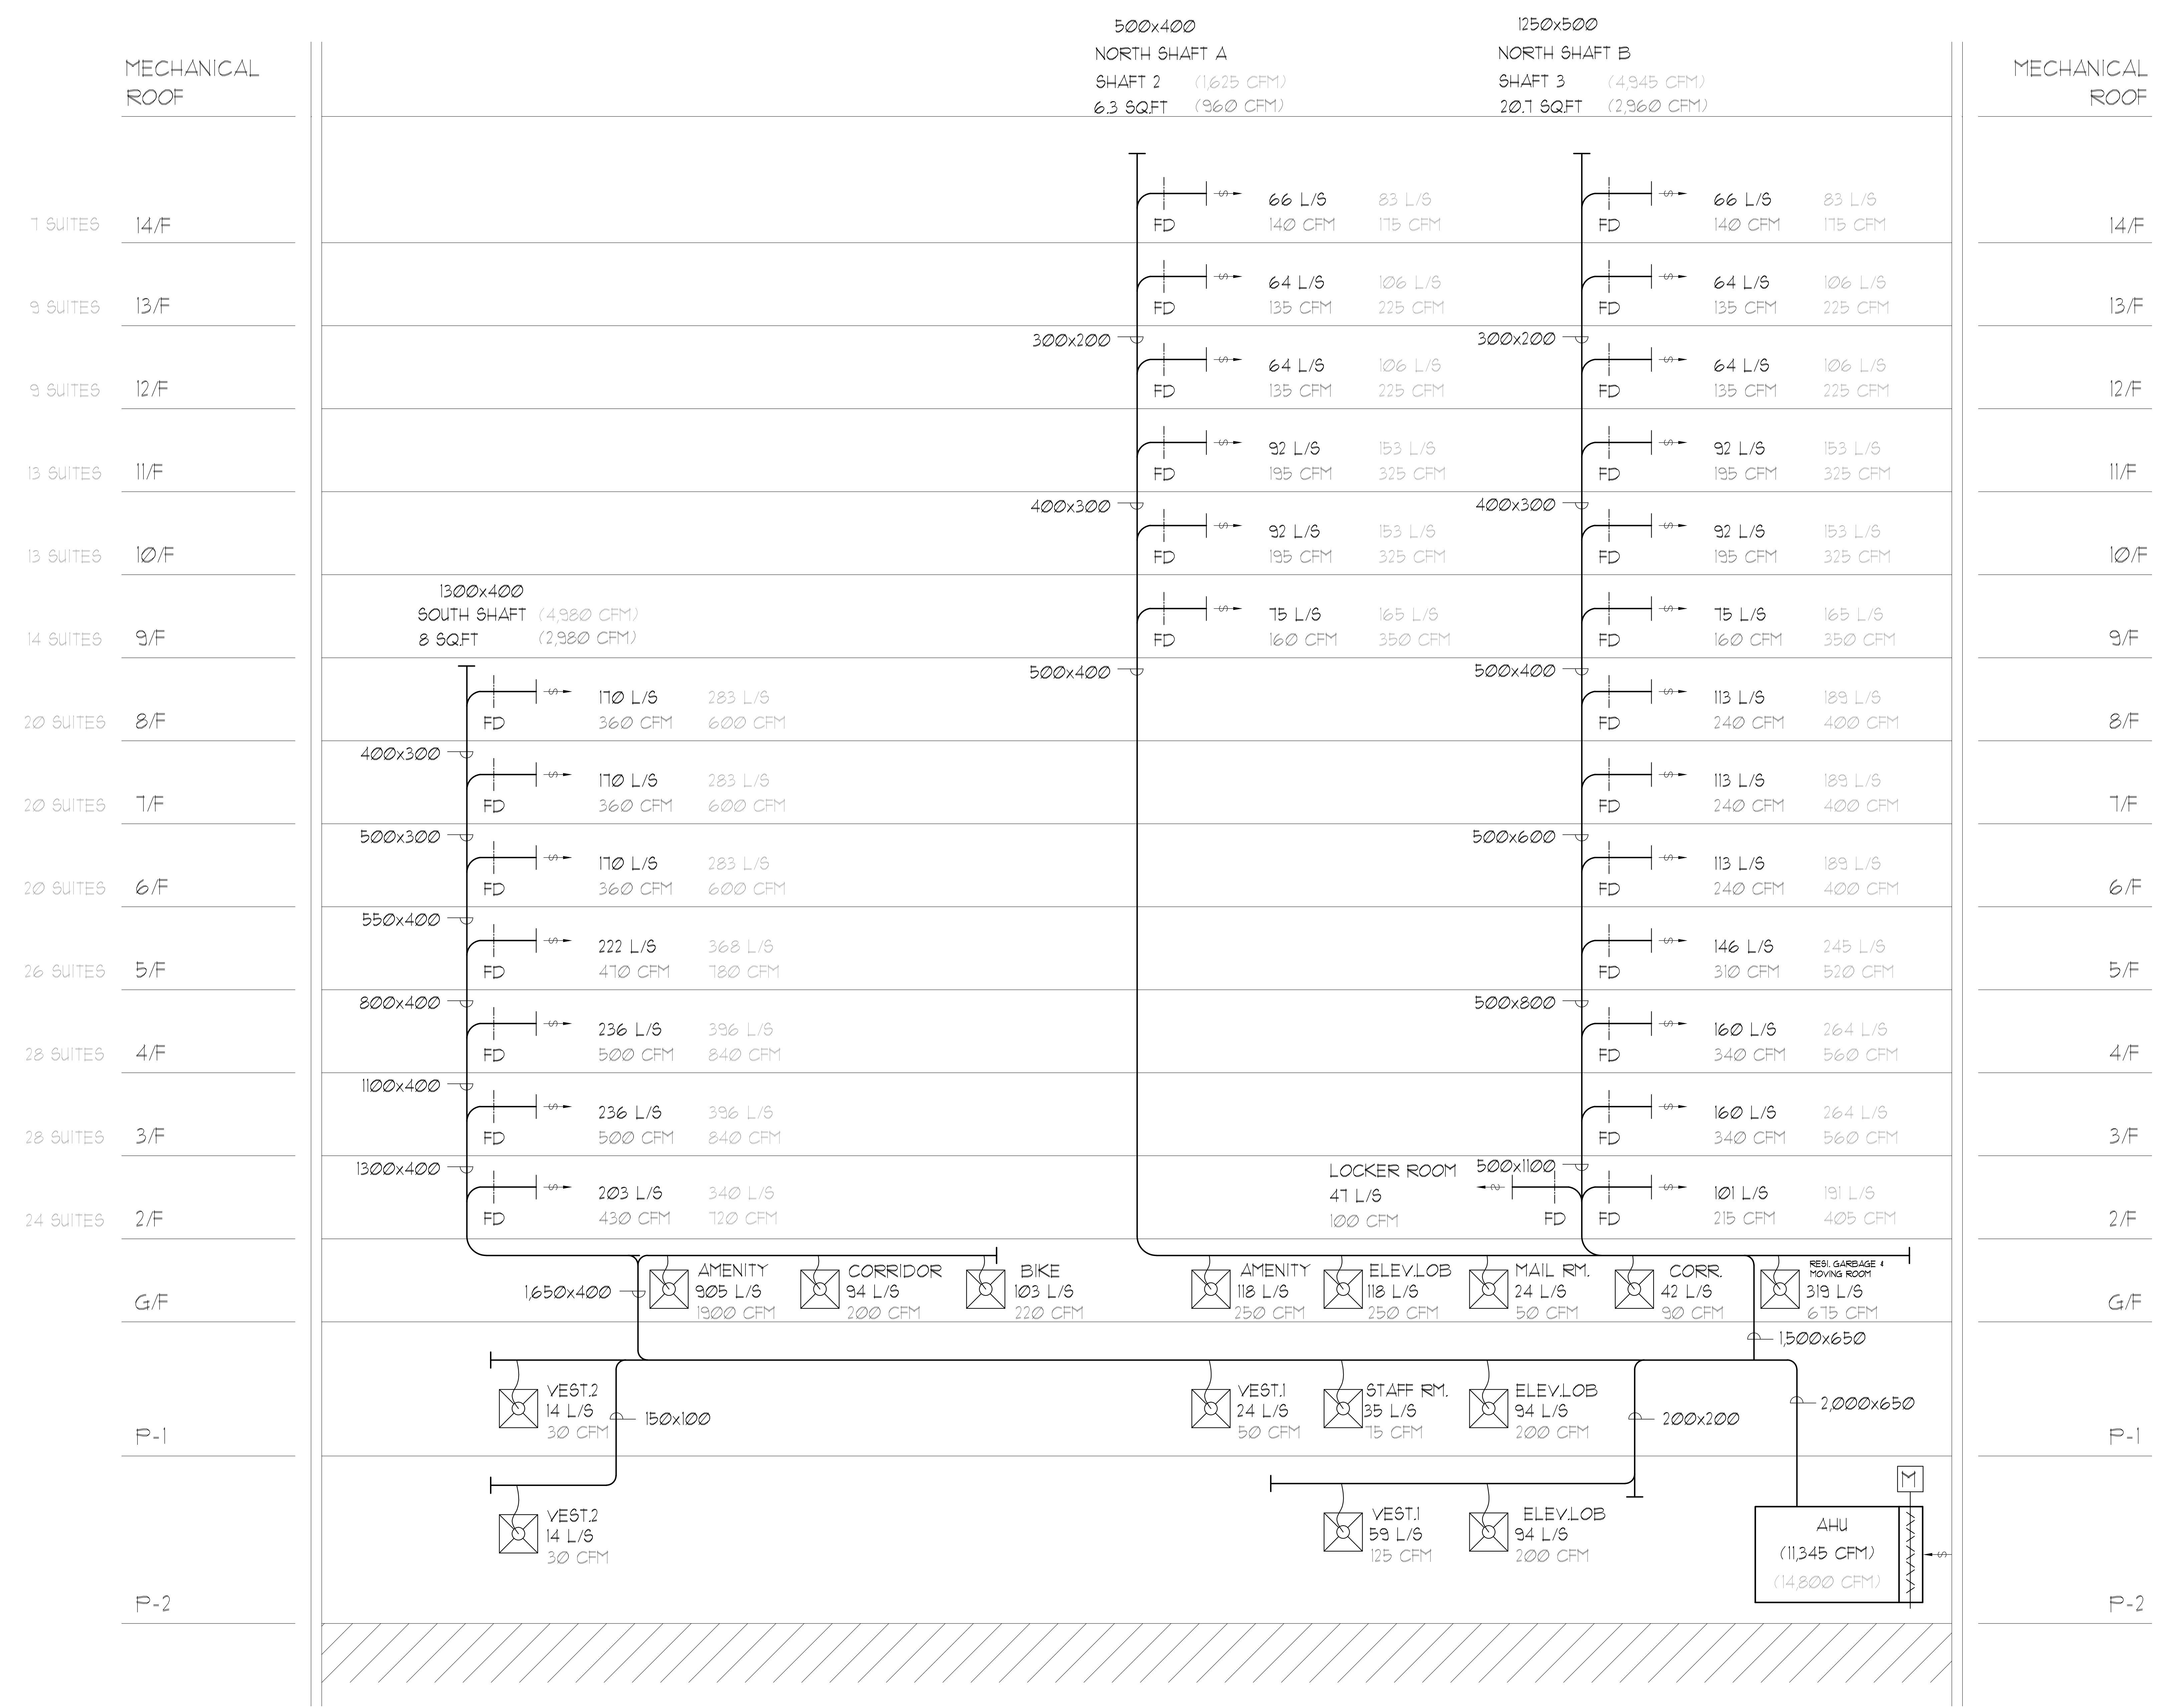 500x400
1250x500
MECHANICAL
ROOF
NORTH SHAFT A
SHAFT 2 (1,625 CFM)
6.3 SQ.FT (960 CFM)
NORTH SHAFT B
SHAFT 3 (4,945 CFM)
20.7 SQ.FT (2,960 CFM)
MECHANICAL
ROOF
7 SUITES 14/F
FD
66 L/S 83 L/S
140 CFM 175 CFM
FD
66 L/S 83 L/S
140 CFM 175 CFM
14/F
9 SUITES 13/F
FD
64 L/S 106 L/S
135 CFM 225 CFM
FD
64 L/S 106 L/S
135 CFM 225 CFM
13/F
300x200
300x200
9 SUITES 12/F
FD
64 L/S 106 L/S
135 CFM 225 CFM
FD
64 L/S 106 L/S
135 CFM 225 CFM
12/F
13 SUITES 11/F
FD
92 L/S 153 L/S
195 CFM 325 CFM
FD
92 L/S 153 L/S
195 CFM 325 CFM
11/F
400x300
400x300
13 SUITES 10/F
FD
92 L/S 153 L/S
195 CFM 325 CFM
FD
92 L/S 153 L/S
195 CFM 325 CFM
10/F
1300x400
SOUTH SHAFT (4,980 CFM)
8 SQ.FT (2,980 CFM)
14 SUITES 9/F
FD
75 L/S 165 L/S
160 CFM 350 CFM
FD
75 L/S 165 L/S
160 CFM 350 CFM
9/F
500x400
500x400
20 SUITES 8/F
FD
170 L/S 283 L/S
360 CFM 600 CFM
FD
113 L/S 189 L/S
240 CFM 400 CFM
8/F
400x300
20 SUITES 7/F
FD
170 L/S 283 L/S
360 CFM 600 CFM
FD
113 L/S 189 L/S
240 CFM 400 CFM
7/F
500x300
500x600
20 SUITES 6/F
FD
170 L/S 283 L/S
360 CFM 600 CFM
FD
113 L/S 189 L/S
240 CFM 400 CFM
6/F
550x400
26 SUITES 5/F
FD
222 L/S 368 L/S
470 CFM 780 CFM
FD
146 L/S 245 L/S
310 CFM 520 CFM
5/F
800x400
500x800
28 SUITES 4/F
FD
236 L/S 396 L/S
500 CFM 840 CFM
FD
160 L/S 264 L/S
340 CFM 560 CFM
4/F
1100x400
28 SUITES 3/F
FD
236 L/S 396 L/S
500 CFM 840 CFM
FD
160 L/S 264 L/S
340 CFM 560 CFM
3/F
1300x400
500x1100
24 SUITES 2/F
FD
203 L/S 340 L/S
430 CFM 720 CFM
LOCKER ROOM
47 L/S
100 CFM
FD FD
101 L/S 191 L/S
215 CFM 405 CFM
2/F
G/F
1,650x400
AMENITY
905 L/S
1900 CFM
CORRIDOR
94 L/S
200 CFM
BIKE
103 L/S
220 CFM
AMENITY
118 L/S
250 CFM
ELEV.LOB
118 L/S
250 CFM
MAIL RM.
24 L/S
50 CFM
CORR.
42 L/S
90 CFM
RESI. GARBAGE &
MOVING ROOM
319 L/S
675 CFM
G/F
1,500x650
P-1
VEST.2
14 L/S
30 CFM
150x100
VEST.1
24 L/S
50 CFM
STAFF RM.
35 L/S
75 CFM
ELEV.LOB
94 L/S
200 CFM
200x200
2,000x650
P-1
P-2
VEST.2
14 L/S
30 CFM
VEST.1
59 L/S
125 CFM
ELEV.LOB
94 L/S
200 CFM
M
AHU
(11,345 CFM)
(14,800 CFM)
S
P-2